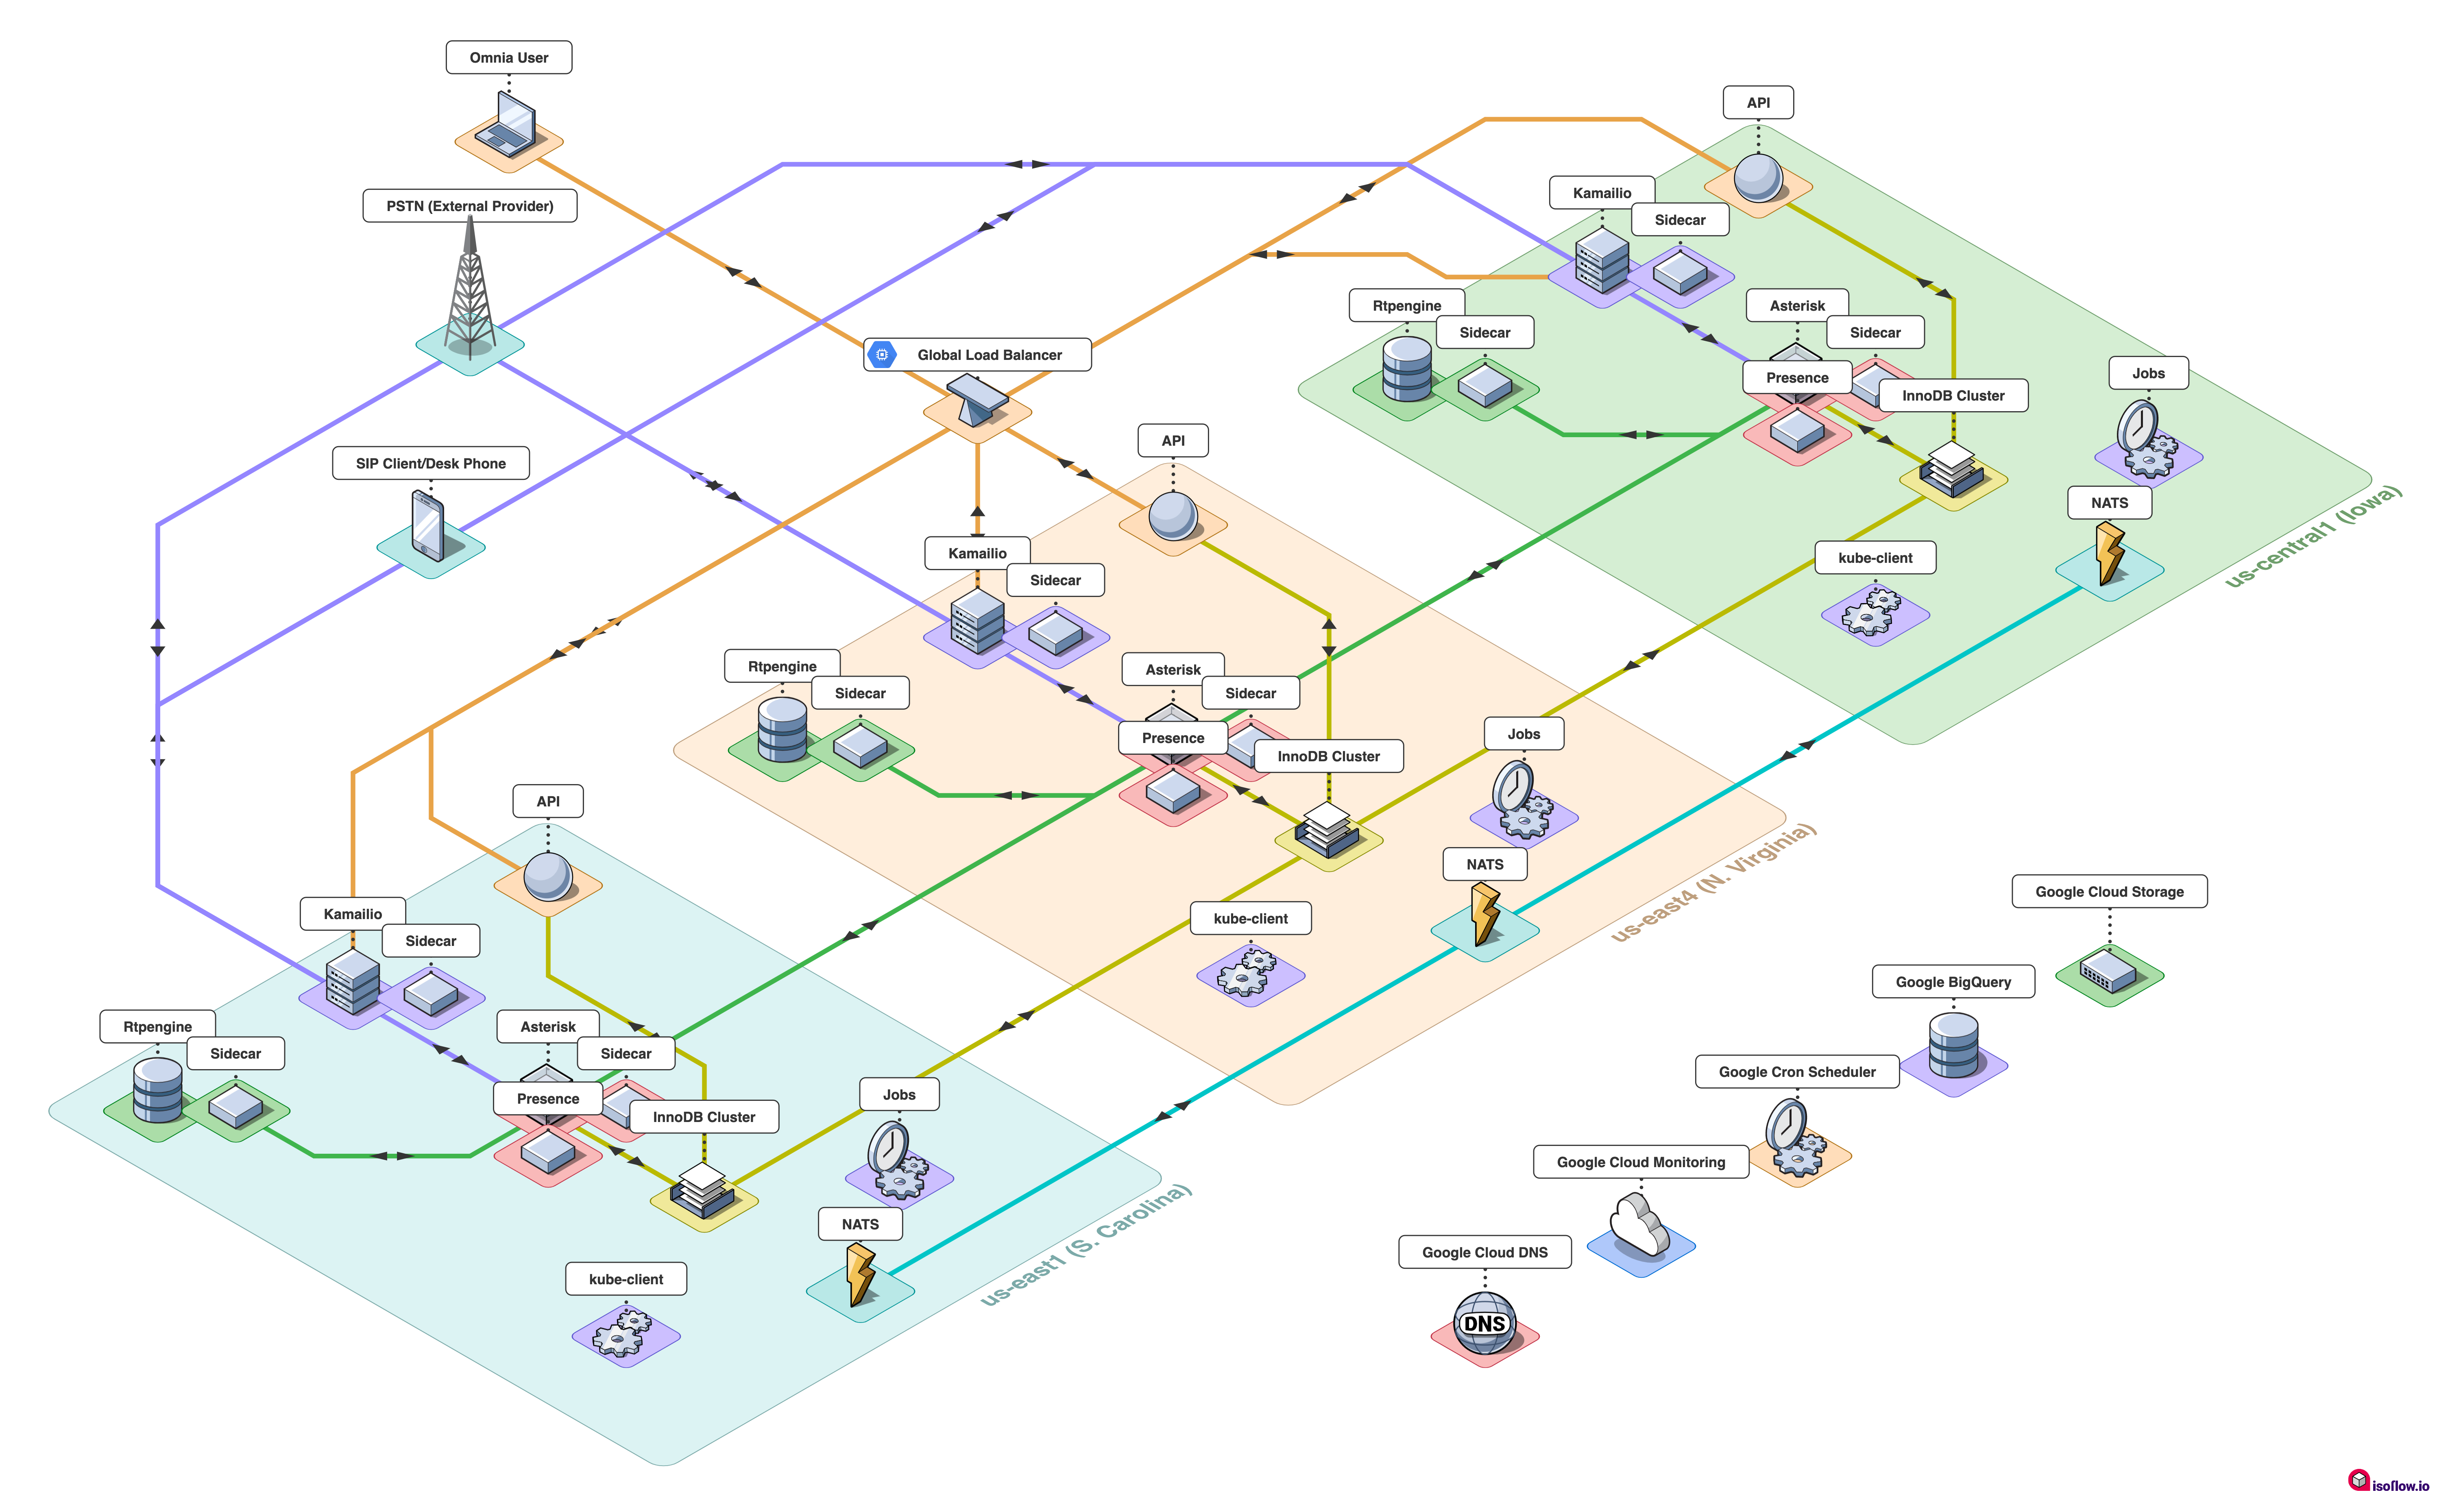 Omnia User
PSTN (External Provider)
SIP Client/Desk Phone
Global Load Balancer
API
Kamailio
Sidecar
Rtpengine
Sidecar
Asterisk
Sidecar
Presence
InnoDB Cluster
Jobs
NATS
kube-client
us-central1 (Iowa)
API
Kamailio
Sidecar
Rtpengine
Sidecar
Asterisk
Sidecar
Presence
InnoDB Cluster
Jobs
NATS
kube-client
us-east4 (N. Virginia)
API
Kamailio
Sidecar
Rtpengine
Sidecar
Asterisk
Sidecar
Presence
InnoDB Cluster
Jobs
NATS
kube-client
us-east1 (S. Carolina)
Google Cloud Storage
Google BigQuery
Google Cron Scheduler
Google Cloud Monitoring
Google Cloud DNS
DNS
isoflow.io